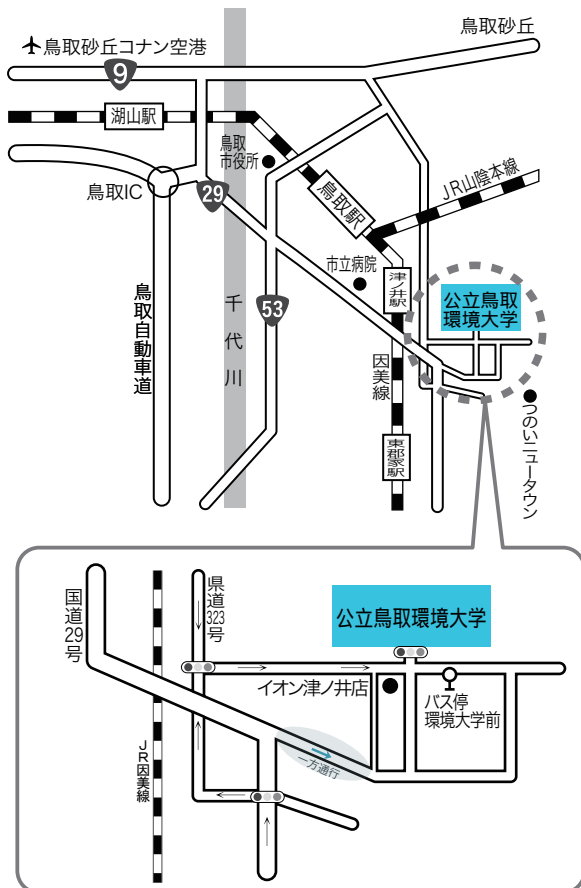 鳥取砂丘
鳥取砂丘コナン空港
9
湖山駅
鳥取
市役所
鳥取駅
JR山陰本線
鳥取IC
29
市立病院
津ノ井駅
公立鳥取
環境大学
53
千代川
鳥取自動車道
因美線
東郡家駅
つのいニュータウン
国道29号
県道323号
公立鳥取環境大学
イオン津ノ井店
バス停
環境大学前
一方通行
JR因美線